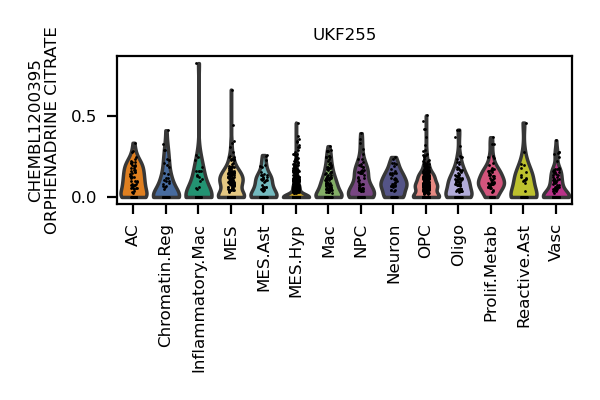 UKF255
CHEMBL1200395
ORPHENADRINE CITRATE
0.5
0.0
AC
Chromatin.Reg
Inflammatory.Mac
MES
MES.Ast
MES.Hyp
Mac
NPC
Neuron
OPC
Oligo
Prolif.Metab
Reactive.Ast
Vasc